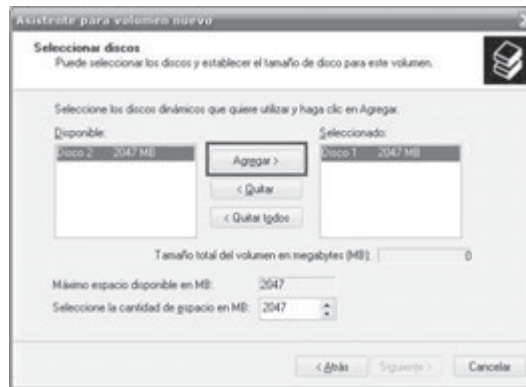 Asistente para volumen nuevo
Seleccionar discos
Puede seleccionar los discos y establecer el tamaño de disco para este volumen.
Seleccione los discos dinámicos que quiere utilizar y haga clic en Agregar.
Disponible:
Seleccionado:
Disco 2 2047 MB
Agregar >
Disco 1 2047 MB
< Quitar
< Quitar todos
Tamaño total del volumen en megabytes (MB): 0
Máximo espacio disponible en MB: 2047
Seleccione la cantidad de espacio en MB: 2047
< Atrás
Siguiente >
Cancelar